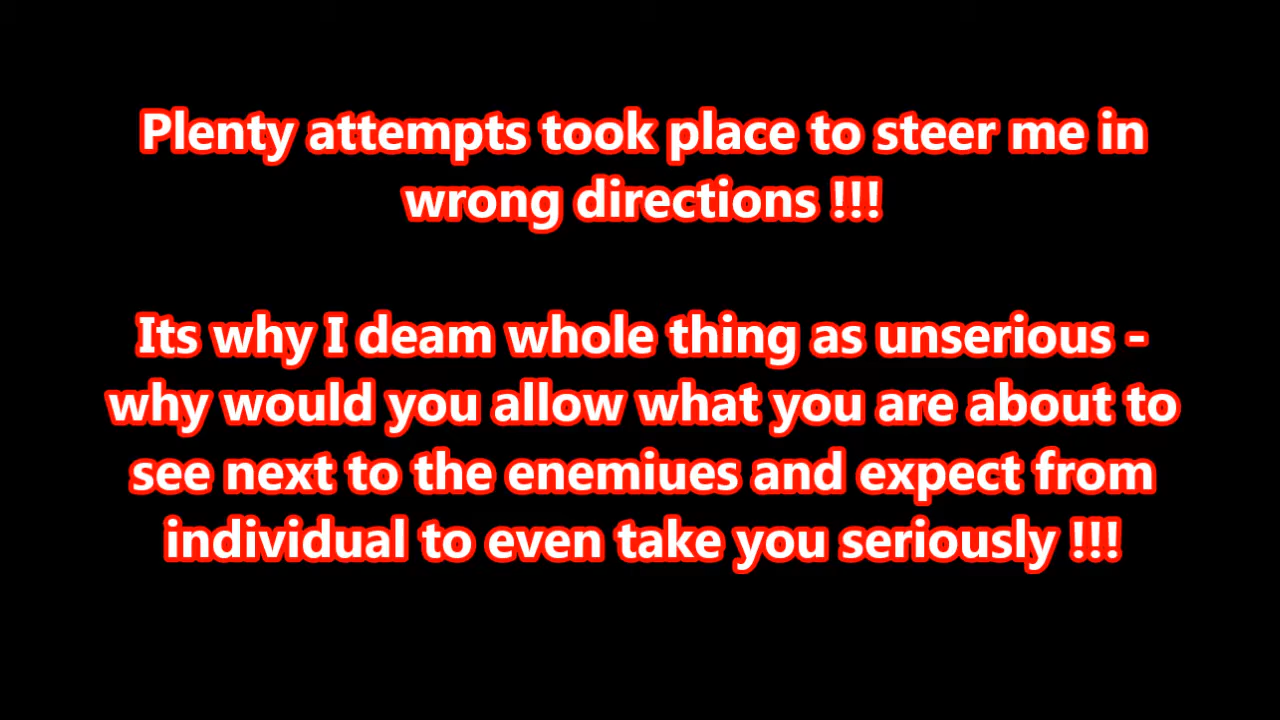 Plenty attempts took place to steer me in
wrong directions !!!
Its why I deam whole thing as unserious -
why would you allow what you are about to
see next to the enemiues and expect from
individual to even take you seriously !!!